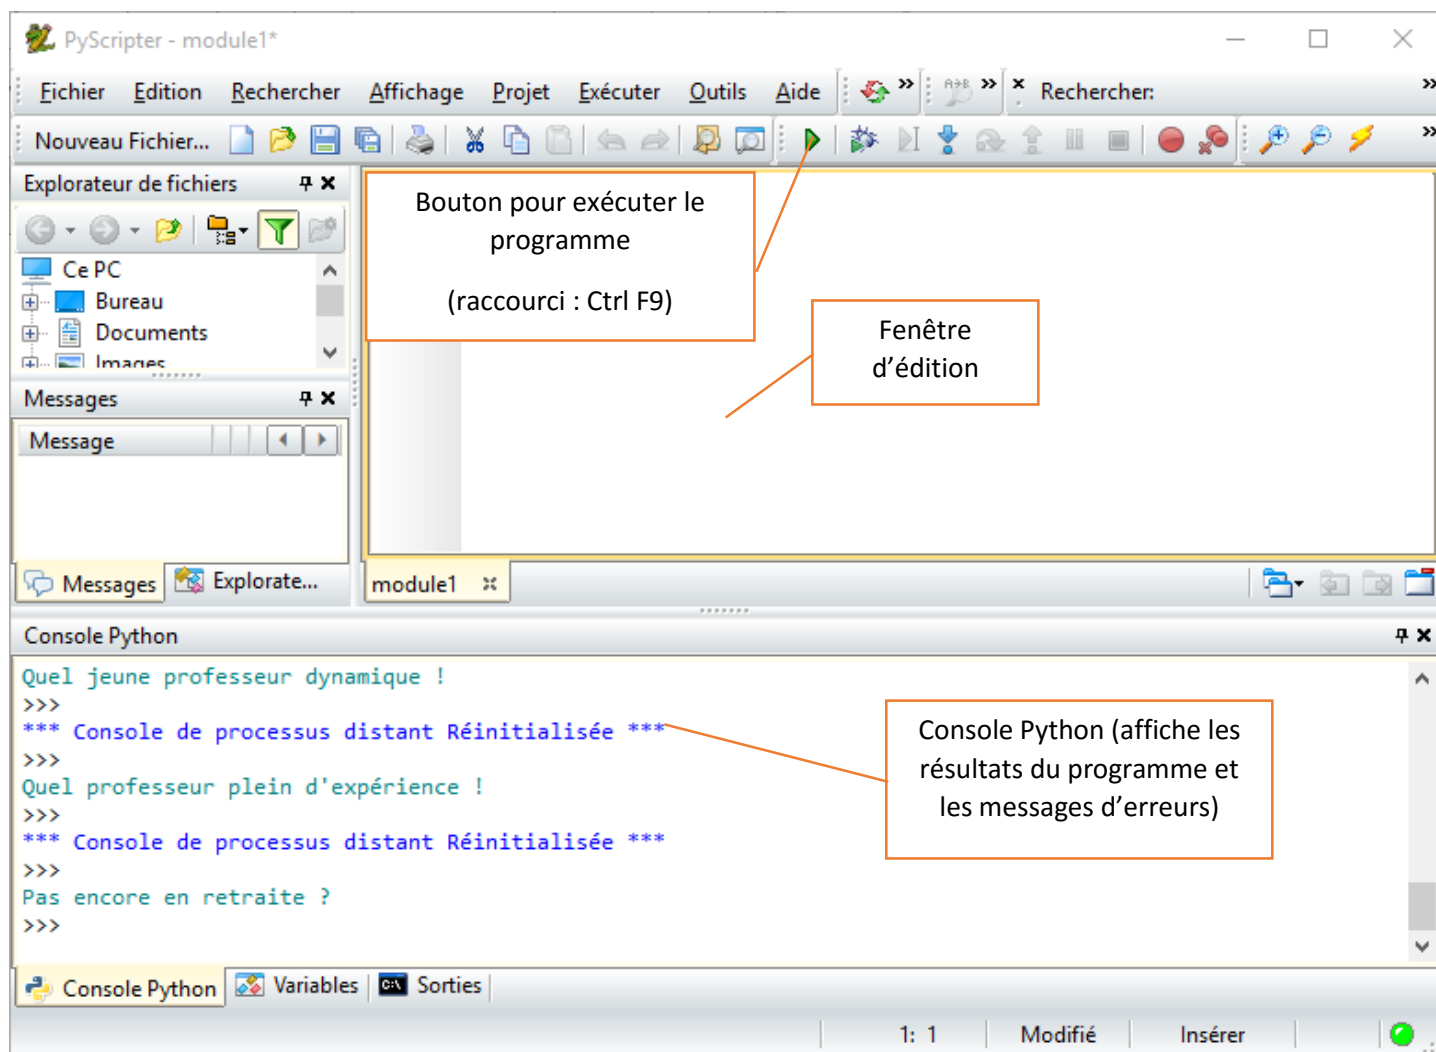 PyScripter - module1*
Fichier Edition Rechercher Affichage Projet Exécuter Outils Aide » » Rechercher: »
Nouveau Fichier... »
Explorateur de fichiers
Ce PC
Bureau
Documents
Images
Messages
Message
Messages Explorate...
Bouton pour exécuter le
programme
(raccourci : Ctrl F9)
Fenêtre
d’édition
module1
Console Python
Quel jeune professeur dynamique !
>>>
*** Console de processus distant Réinitialisée ***
>>>
Quel professeur plein d'expérience !
>>>
*** Console de processus distant Réinitialisée ***
>>>
Pas encore en retraite ?
>>>
Console Python (affiche les
résultats du programme et
les messages d’erreurs)
Console Python Variables Sorties
1: 1 Modifié Insérer